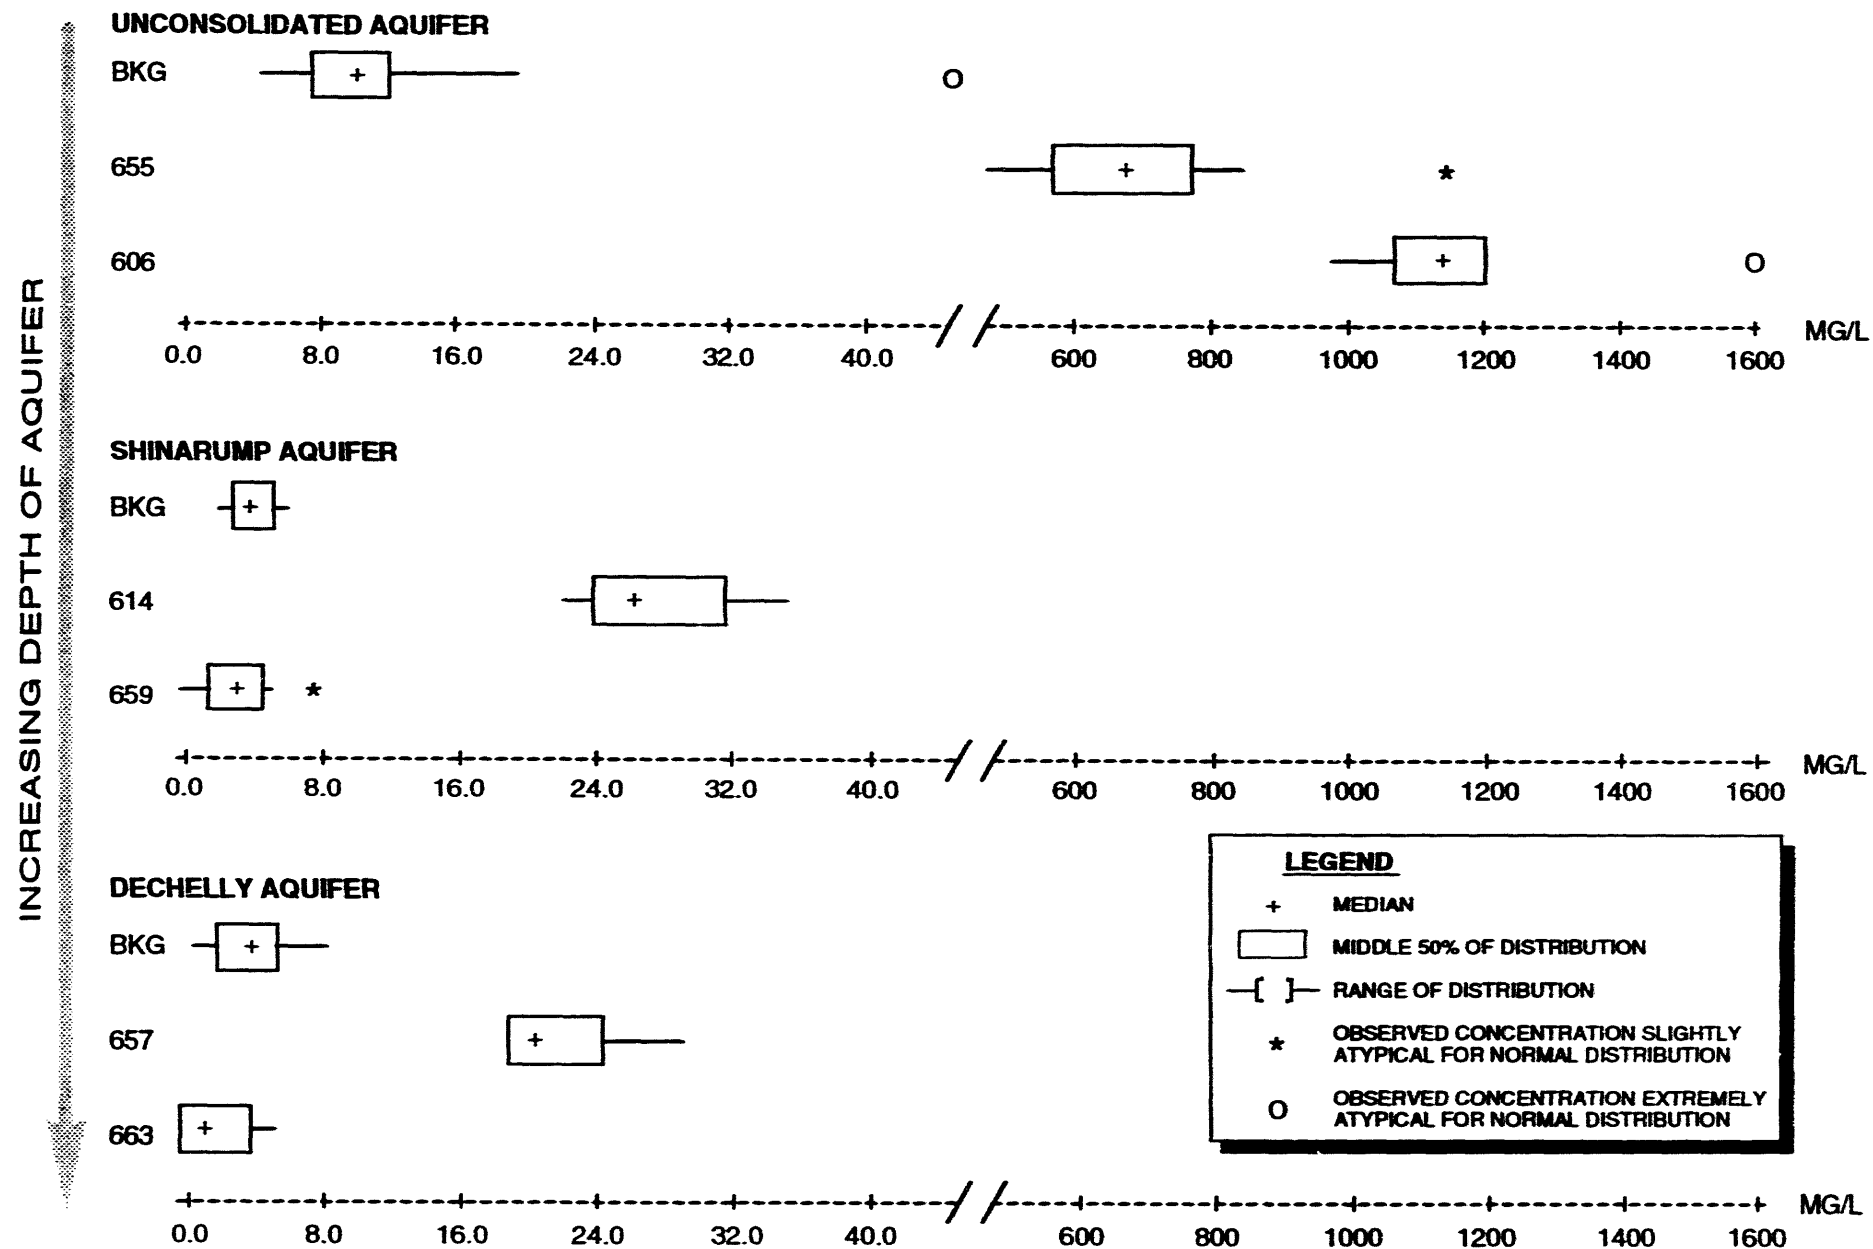 INCREASING DEPTH OF AQUIFER
UNCONSOLIDATED AQUIFER
BKG
655
606
0.0 8.0 16.0 24.0 32.0 40.0 600 800 1000 1200 1400 1600 MG/L
SHINARUMP AQUIFER
BKG
614
659
0.0 8.0 16.0 24.0 32.0 40.0 600 800 1000 1200 1400 1600 MG/L
DECHELLY AQUIFER
BKG
657
663
0.0 8.0 16.0 24.0 32.0 40.0 600 800 1000 1200 1400 1600 MG/L
LEGEND
+ MEDIAN
MIDDLE 50% OF DISTRIBUTION
RANGE OF DISTRIBUTION
* OBSERVED CONCENTRATION SLIGHTLY
ATYPICAL FOR NORMAL DISTRIBUTION
O OBSERVED CONCENTRATION EXTREMELY
ATYPICAL FOR NORMAL DISTRIBUTION